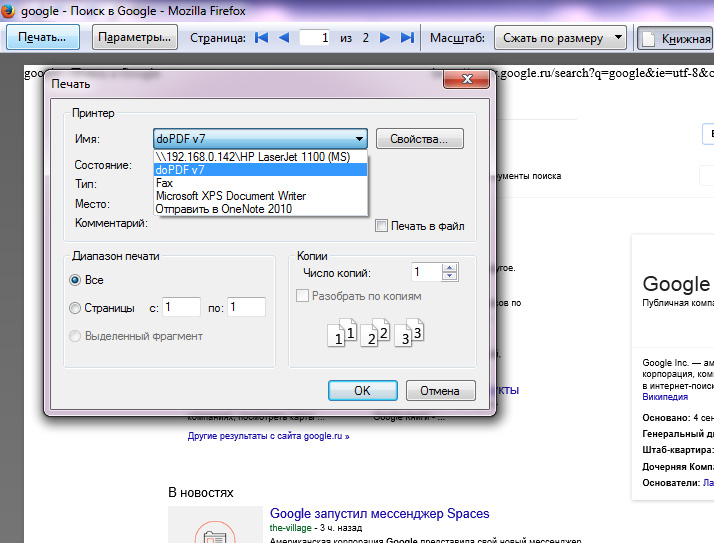 google - Поиск в Google - Mozilla Firefox
Печать... Параметры... Страница: 1 из 2 Масштаб: Сжать по размеру Книжная
.google.ru/search?q=google&ie=utf-8&o
Печать
Принтер
Имя: doPDF v7 Свойства...
\\192.168.0.142\HP LaserJet 1100 (MS)
Состояние:
doPDF v7
Тип:
Fax
Microsoft XPS Document Writer
Место:
Отправить в OneNote 2010
Комментарий:
Печать в файл
Диапазон печати
Все
Страницы с: 1 по: 1
Выделенный фрагмент
Копии
Число копий: 1
Разобрать по копиям
1 1 2 2 3 3
OK Отмена
ументы поиска
угое.
ов по
укты
компаниях, посмотреть карты ... Google Книги - ...
Другие результаты с сайта google.ru »
В новостях
Google запустил мессенджер Spaces
the-village - 3 ч. назад
Американская корпорация Google представила свой новый мессенджер
Google
Публичная компа
Google Inc. — ам
корпорация, ком
в интернет-поиск
Википедия
Основано: 4 сен
Генеральный ди
Штаб-квартира:
Дочерняя Компа
Основатели: Ла